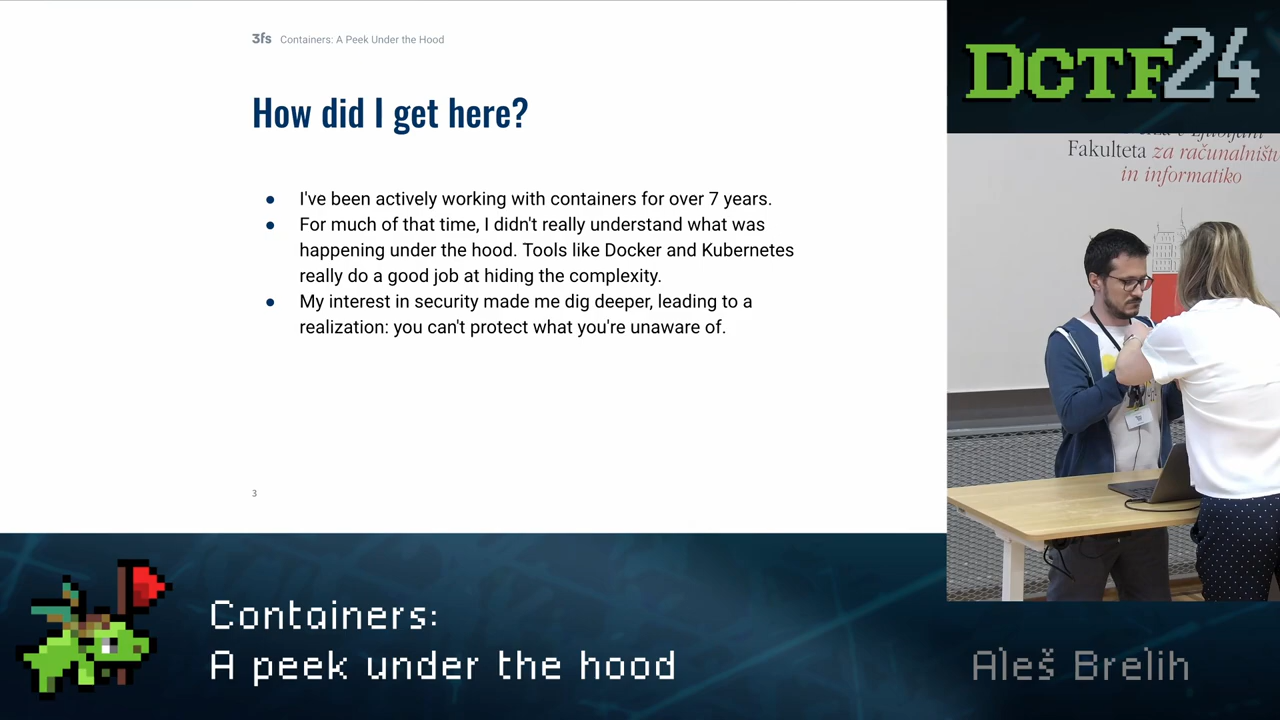 3fs Containers: A Peek Under the Hood
How did I get here?
● I've been actively working with containers for over 7 years.
● For much of that time, I didn't really understand what was
happening under the hood. Tools like Docker and Kubernetes
really do a good job at hiding the complexity.
● My interest in security made me dig deeper, leading to a
realization: you can't protect what you're unaware of.
3
DCTF24
Fakulteta za računalništv
in informatiko
Containers:
A peek under the hood
Aleš Brelih